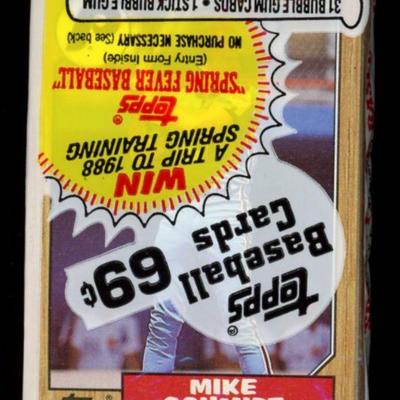 31 BUBBLE GUM CARDS • 1 STICK BUBBLE GUM
NO PURCHASE NECESSARY (See back)
(Entry Form Inside)
"SPRING FEVER BASEBALL"
topps
A TRIP TO 1988
SPRING TRAINING
WIN
69¢
topps
Baseball
Cards
MIKE